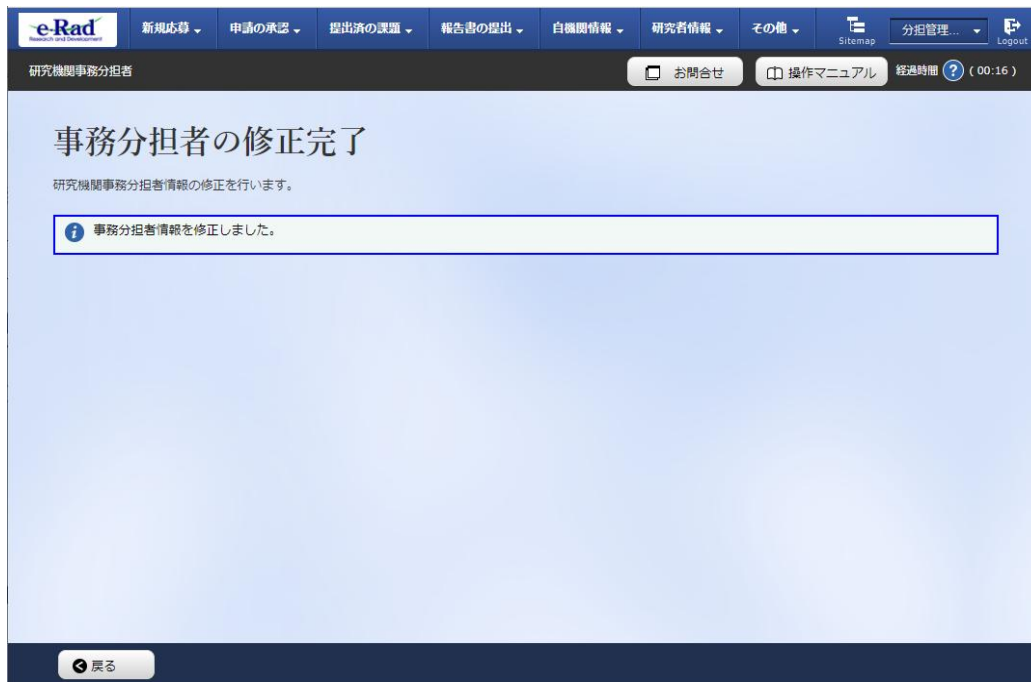 e-Rad
Research and Development
新規応募
申請の承認
提出済の課題
報告書の提出
自機関情報
研究者情報
その他
Sitemap
分担管理...
Logout
研究機関事務分担者
お問合せ
操作マニュアル
経過時間 ? ( 00:16 )
事務分担者の修正完了
研究機関事務分担者情報の修正を行います。
事務分担者情報を修正しました。
戻る